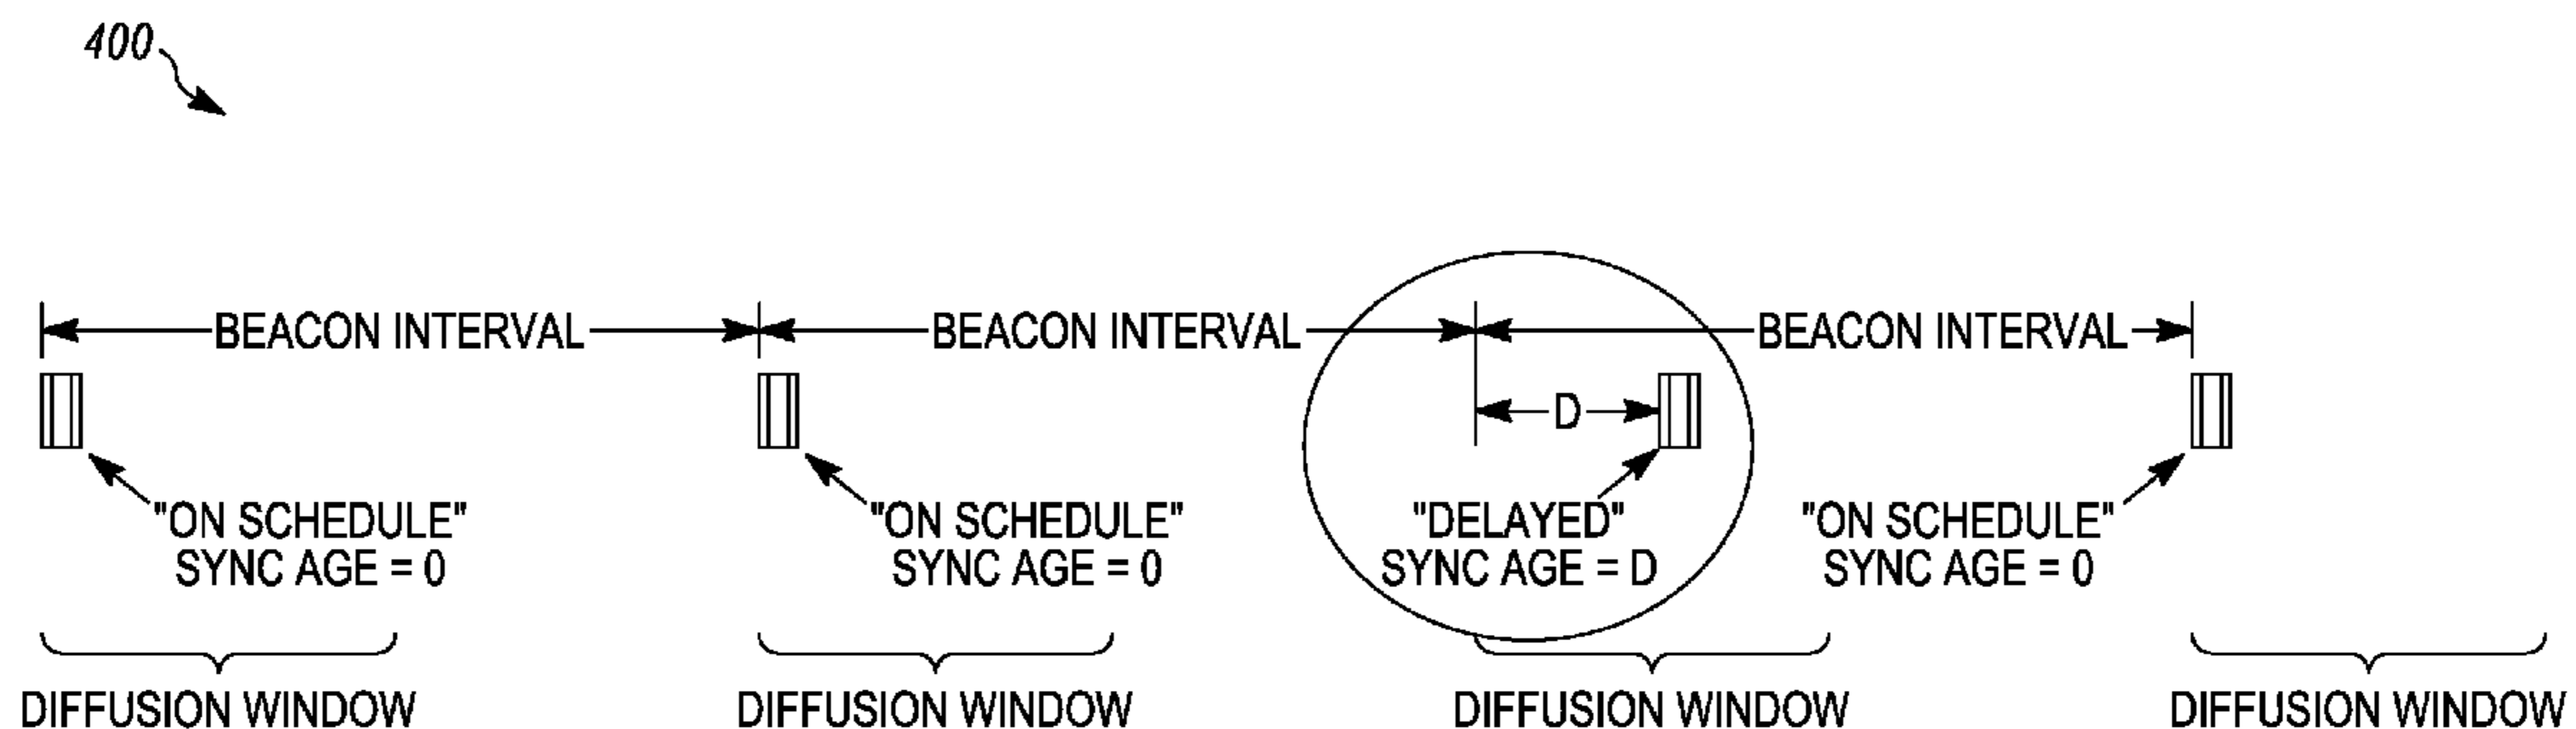 400
BEACON INTERVAL
BEACON INTERVAL
BEACON INTERVAL
D
"ON SCHEDULE"
SYNC AGE = 0
"ON SCHEDULE"
SYNC AGE = 0
"DELAYED"
SYNC AGE = D
"ON SCHEDULE"
SYNC AGE = 0
DIFFUSION WINDOW
DIFFUSION WINDOW
DIFFUSION WINDOW
DIFFUSION WINDOW